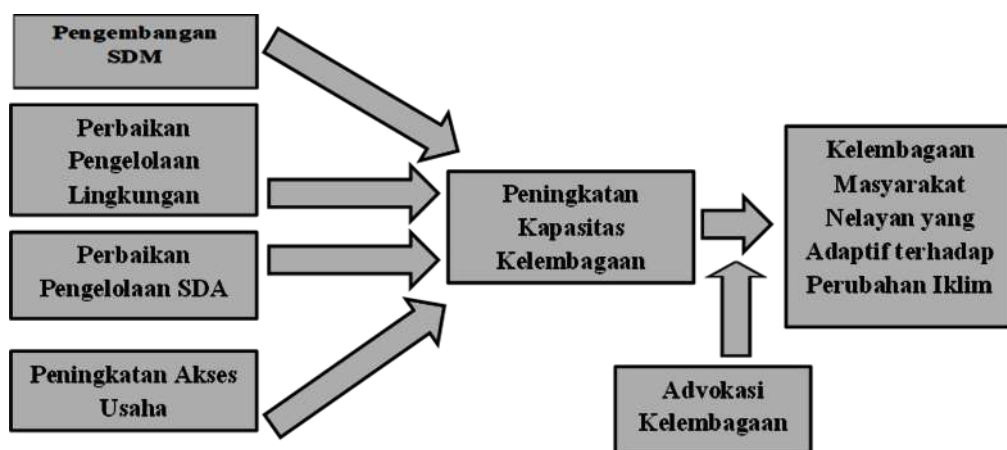 Pengembangan
SDM
Perbaikan
Pengelolaan
Lingkungan
Perbaikan
Pengelolaan SDA
Peningkatan Akses
Usaha
Peningkatan
Kapasitas
Kelembagaan
Advokasi
Kelembagaan
Kelembagaan
Masyarakat
Nelayan yang
Adaptif terhadap
Perubahan Iklim